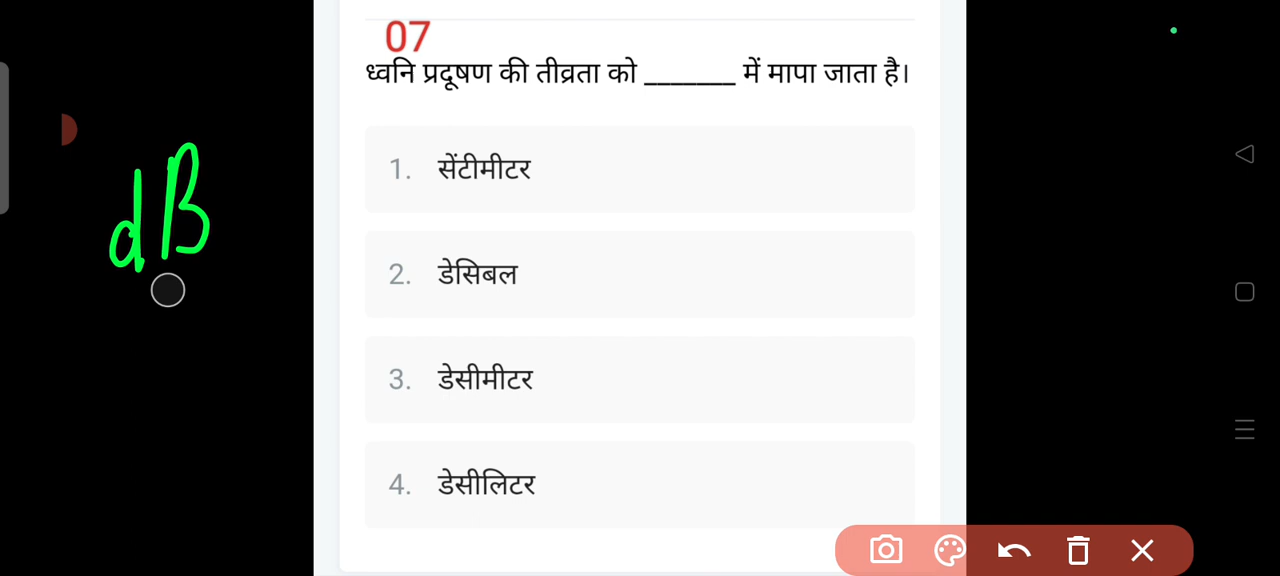 07
ध्वनि प्रदूषण की तीव्रता को _______ में मापा जाता है।
dB
1. सेंटीमीटर
2. डेसिबल
3. डेसीमीटर
4. डेसीलिटर